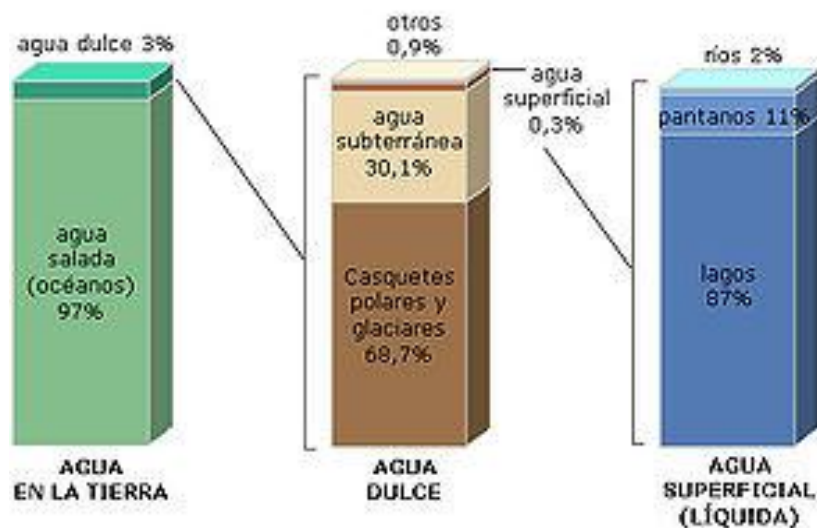 agua dulce 3%
agua
salada
(océanos)
97%
AGUA
EN LA TIERRA
otros
0,9%
agua
superficial
0,3%
agua
subterránea
30,1%
Casquetes
polares y
glaciares
68,7%
AGUA
DULCE
ríos 2%
pantanos 11%
lagos
87%
AGUA
SUPERFICIAL
(LÍQUIDA)